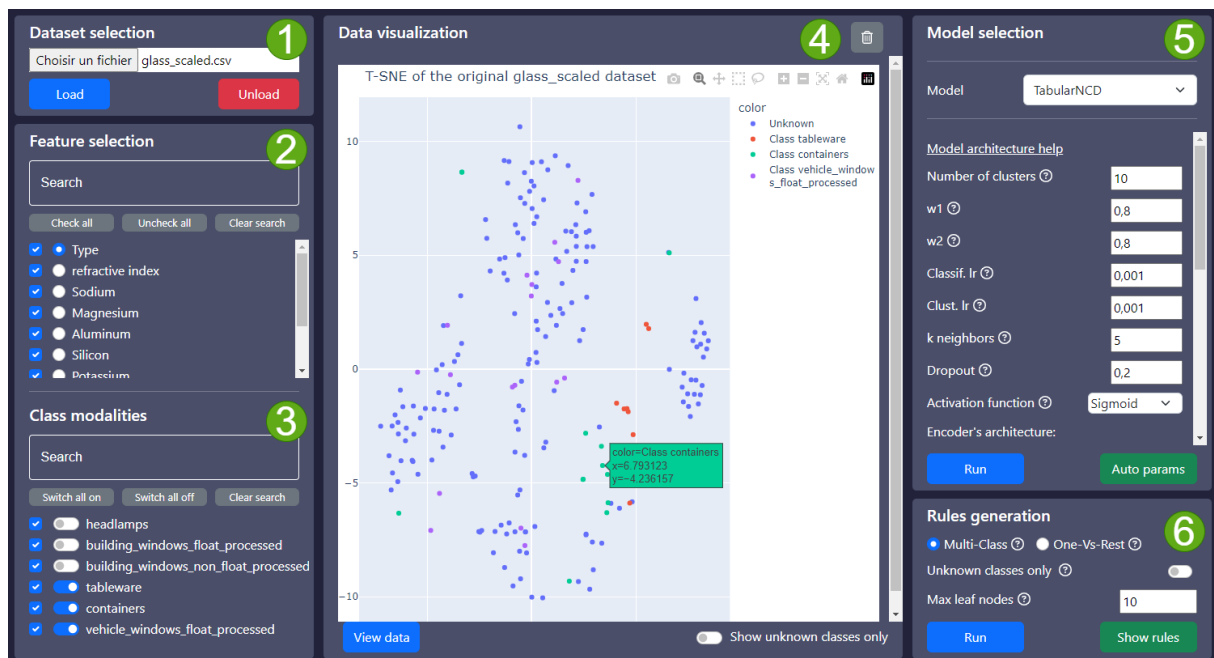 Dataset selection
1
Choisir un fichier glass_scaled.csv
Load
Unload
Feature selection
2
Search
Check all
Uncheck all
Clear search
Type
refractive index
Sodium
Magnesium
Aluminum
Silicon
Potassium
Class modalities
3
Search
Switch all on
Switch all off
Clear search
headlamps
building_windows_float_processed
building_windows_non_float_processed
tableware
containers
vehicle_windows_float_processed
Data visualization
4
T-SNE of the original glass_scaled dataset
color
Unknown
Class tableware
Class containers
Class vehicle_window
s_float_processed
10
5
0
−5
−10
color=Class containers
x=6.793123
y=−4.236157
View data
Show unknown classes only
Model selection
5
Model
TabularNCD
Model architecture help
Number of clusters ? 10
w1 ? 0,8
w2 ? 0,8
Classif. lr ? 0,001
Clust. lr ? 0,001
k neighbors ? 5
Dropout ? 0,2
Activation function ? Sigmoid
Encoder's architecture:
Run
Auto params
Rules generation
6
Multi-Class ? One-Vs-Rest ?
Unknown classes only ?
Max leaf nodes ? 10
Run
Show rules